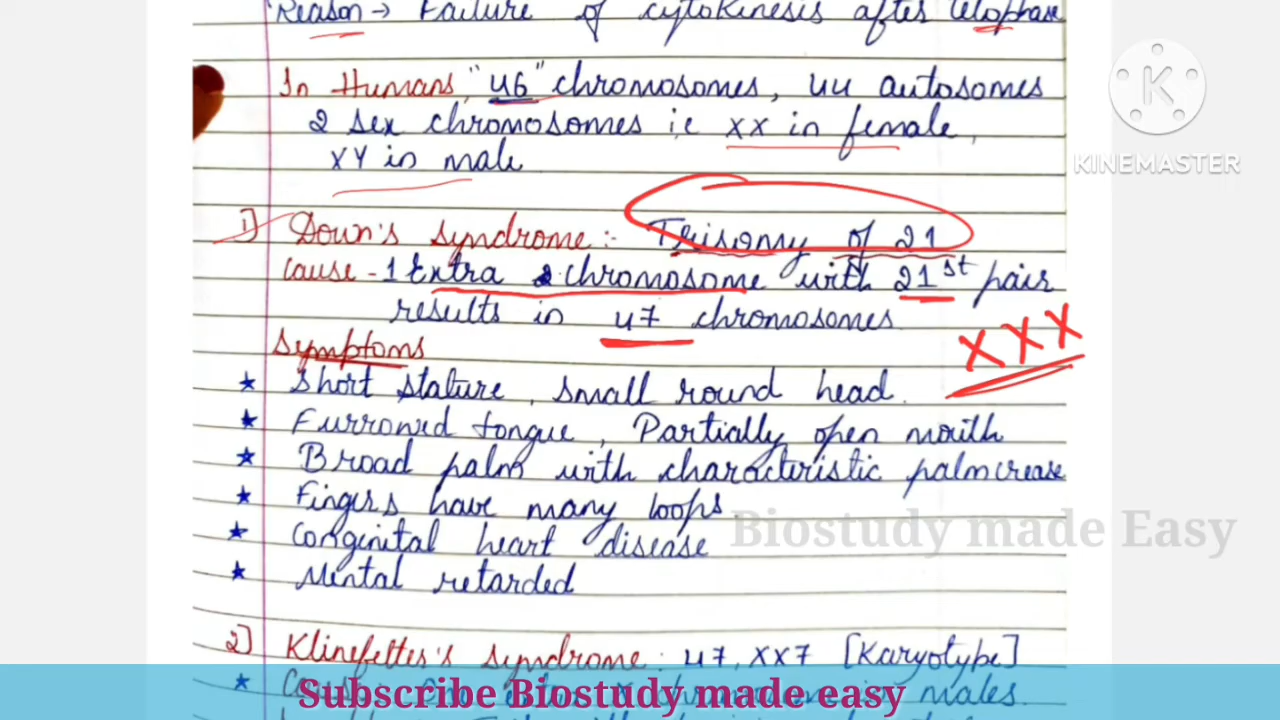 Reason → Failure of cytokinesis after telophase
In Humans, "46" chromosomes, 44 autosomes
2 sex chromosomes i.e XX in female,
XY in male
1) Down's syndrome :- Trisomy of 21
cause - 1 Extra chromosome with 21st pair
results in 47 chromosomes.
XXX
Symptoms
★ Short stature, small round head.
★ Furrowed tongue, Partially open mouth
★ Broad palm with characteristic palm crease
★ Fingers have many loops
★ Congenital heart disease
★ Mental retarded
2] Klinefelter's syndrome : 47, XXY [Karyotype]
★ chromosome in males.
K
KINEMASTER
Biostudy made Easy
Subscribe Biostudy made easy